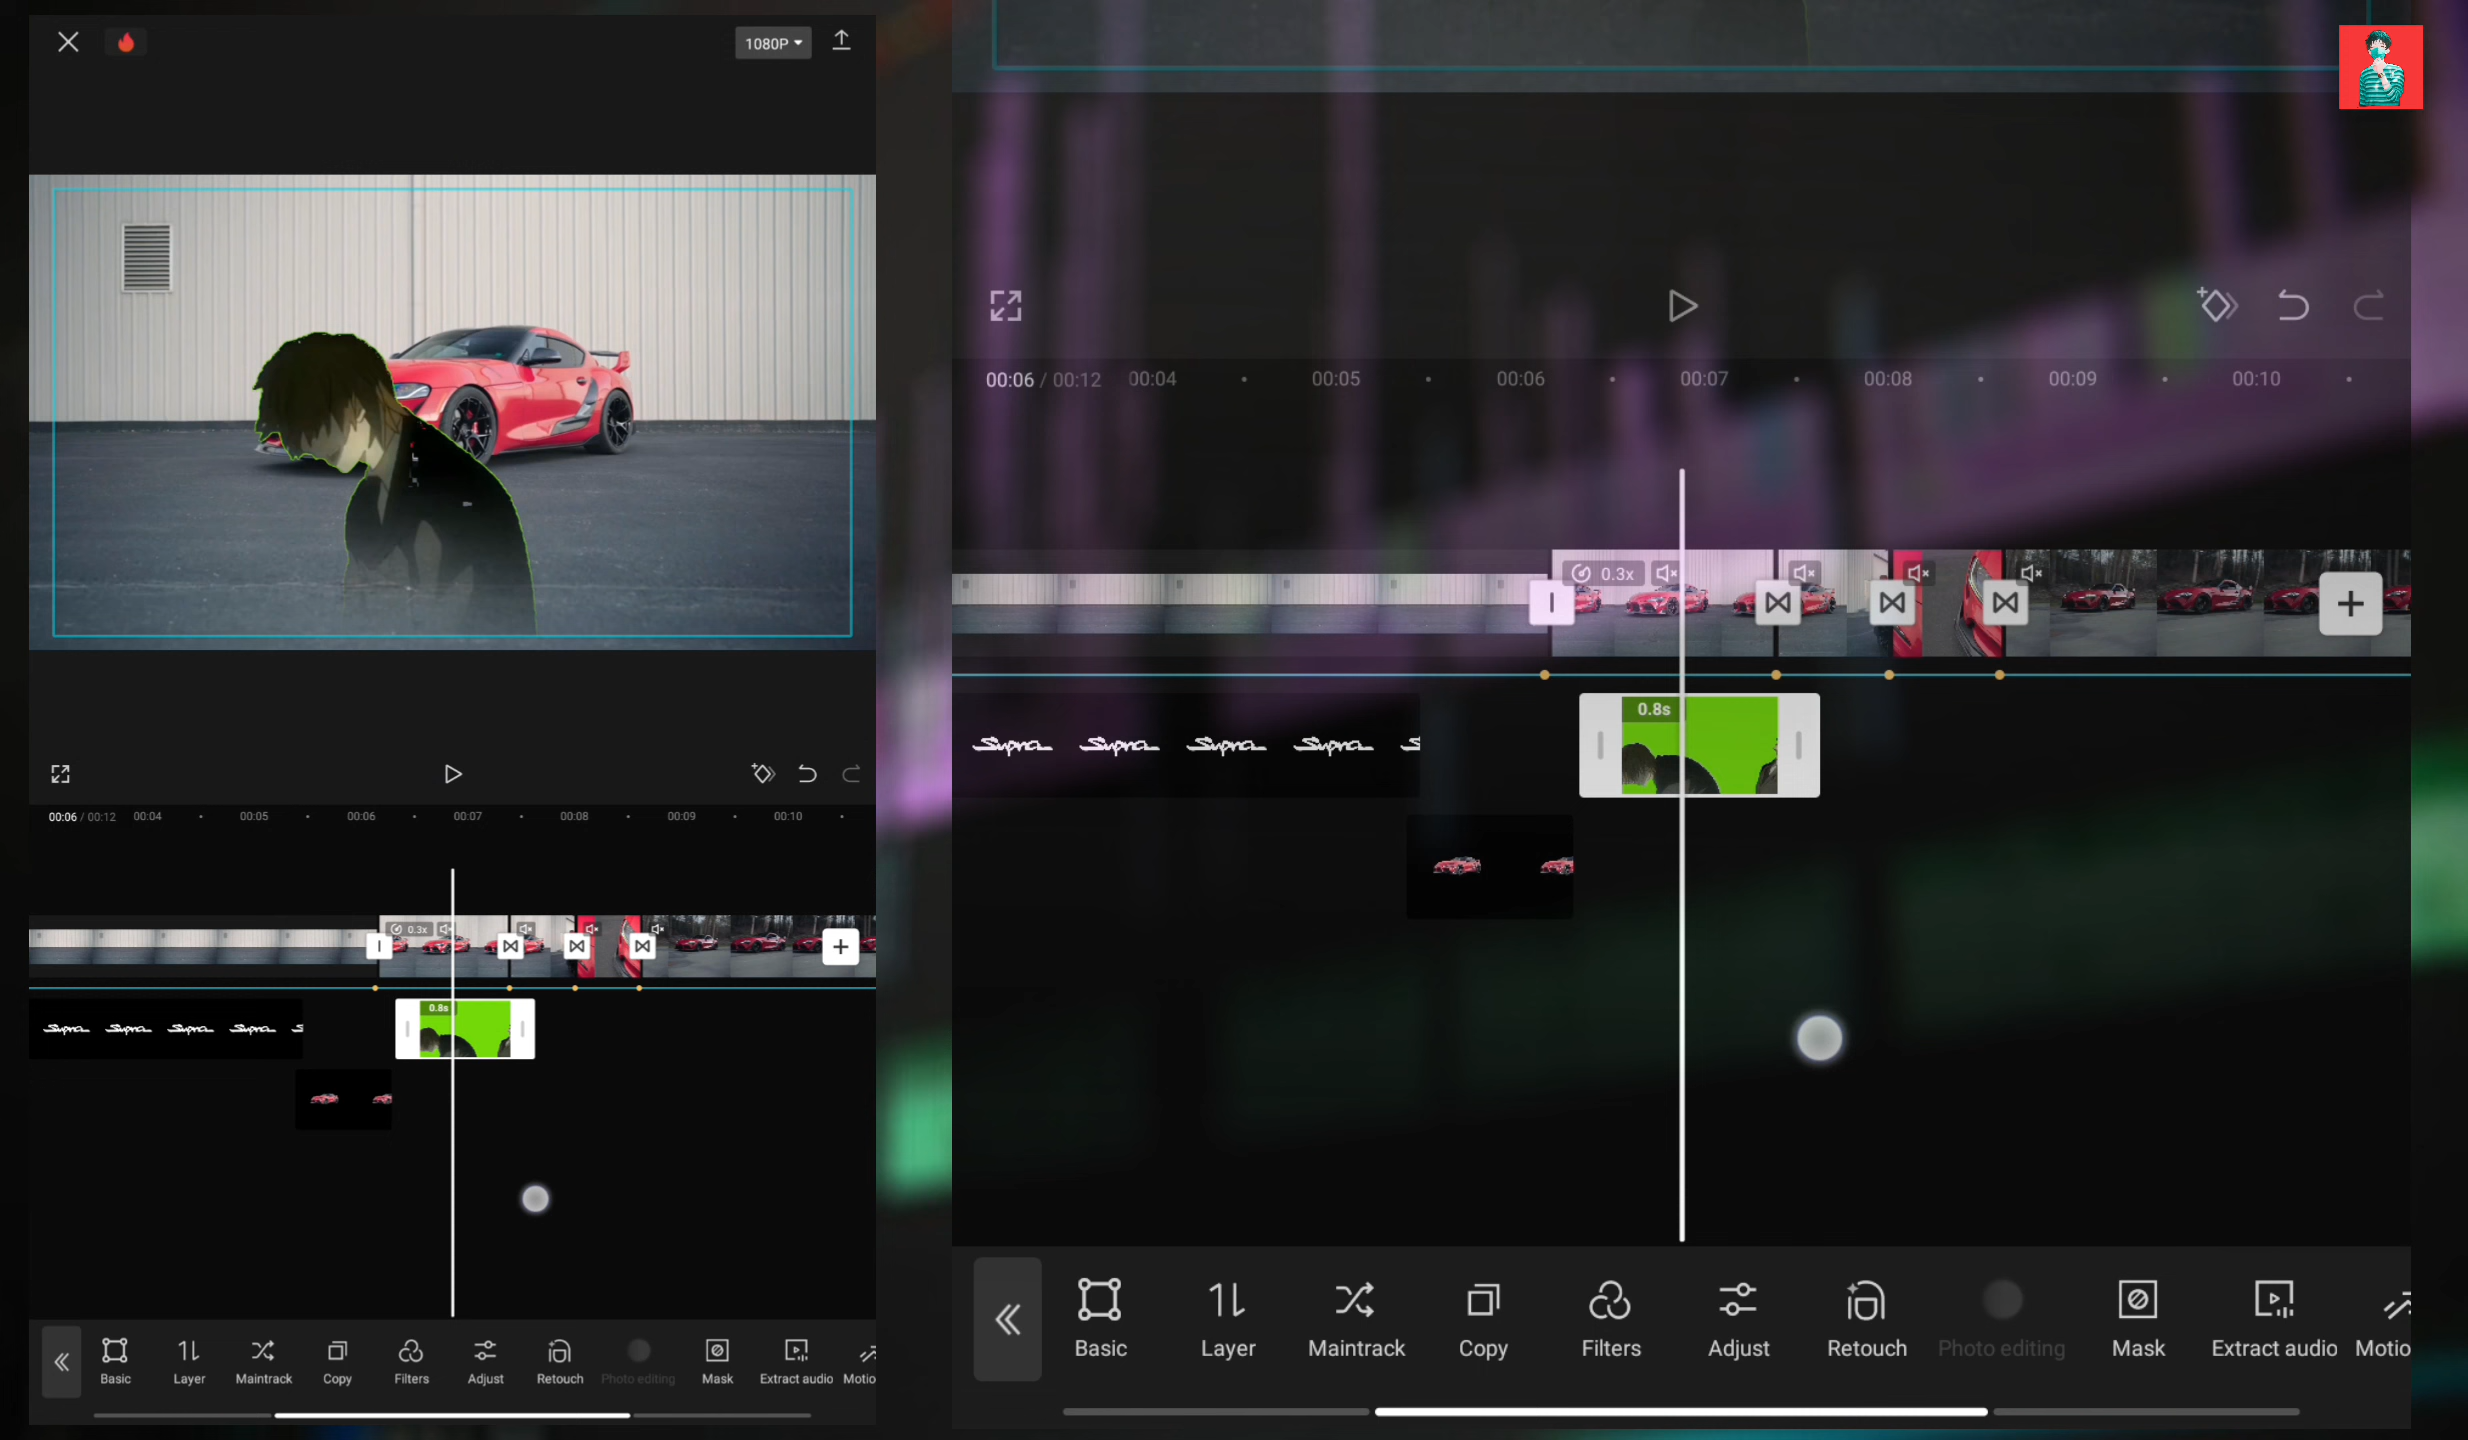 1080P
00:06 / 00:12 00:04 00:05 00:06 00:07 00:08 00:09 00:10
0.3x
0.8s
Supra Supra Supra Supra S
Basic Layer Maintrack Copy Filters Adjust Retouch Photo editing Mask Extract audio Motio
00:06 / 00:12 00:04 00:05 00:06 00:07 00:08 00:09 00:10
0.3x
0.8s
Supra Supra Supra Supra S
Basic Layer Maintrack Copy Filters Adjust Retouch Photo editing Mask Extract audio Motio